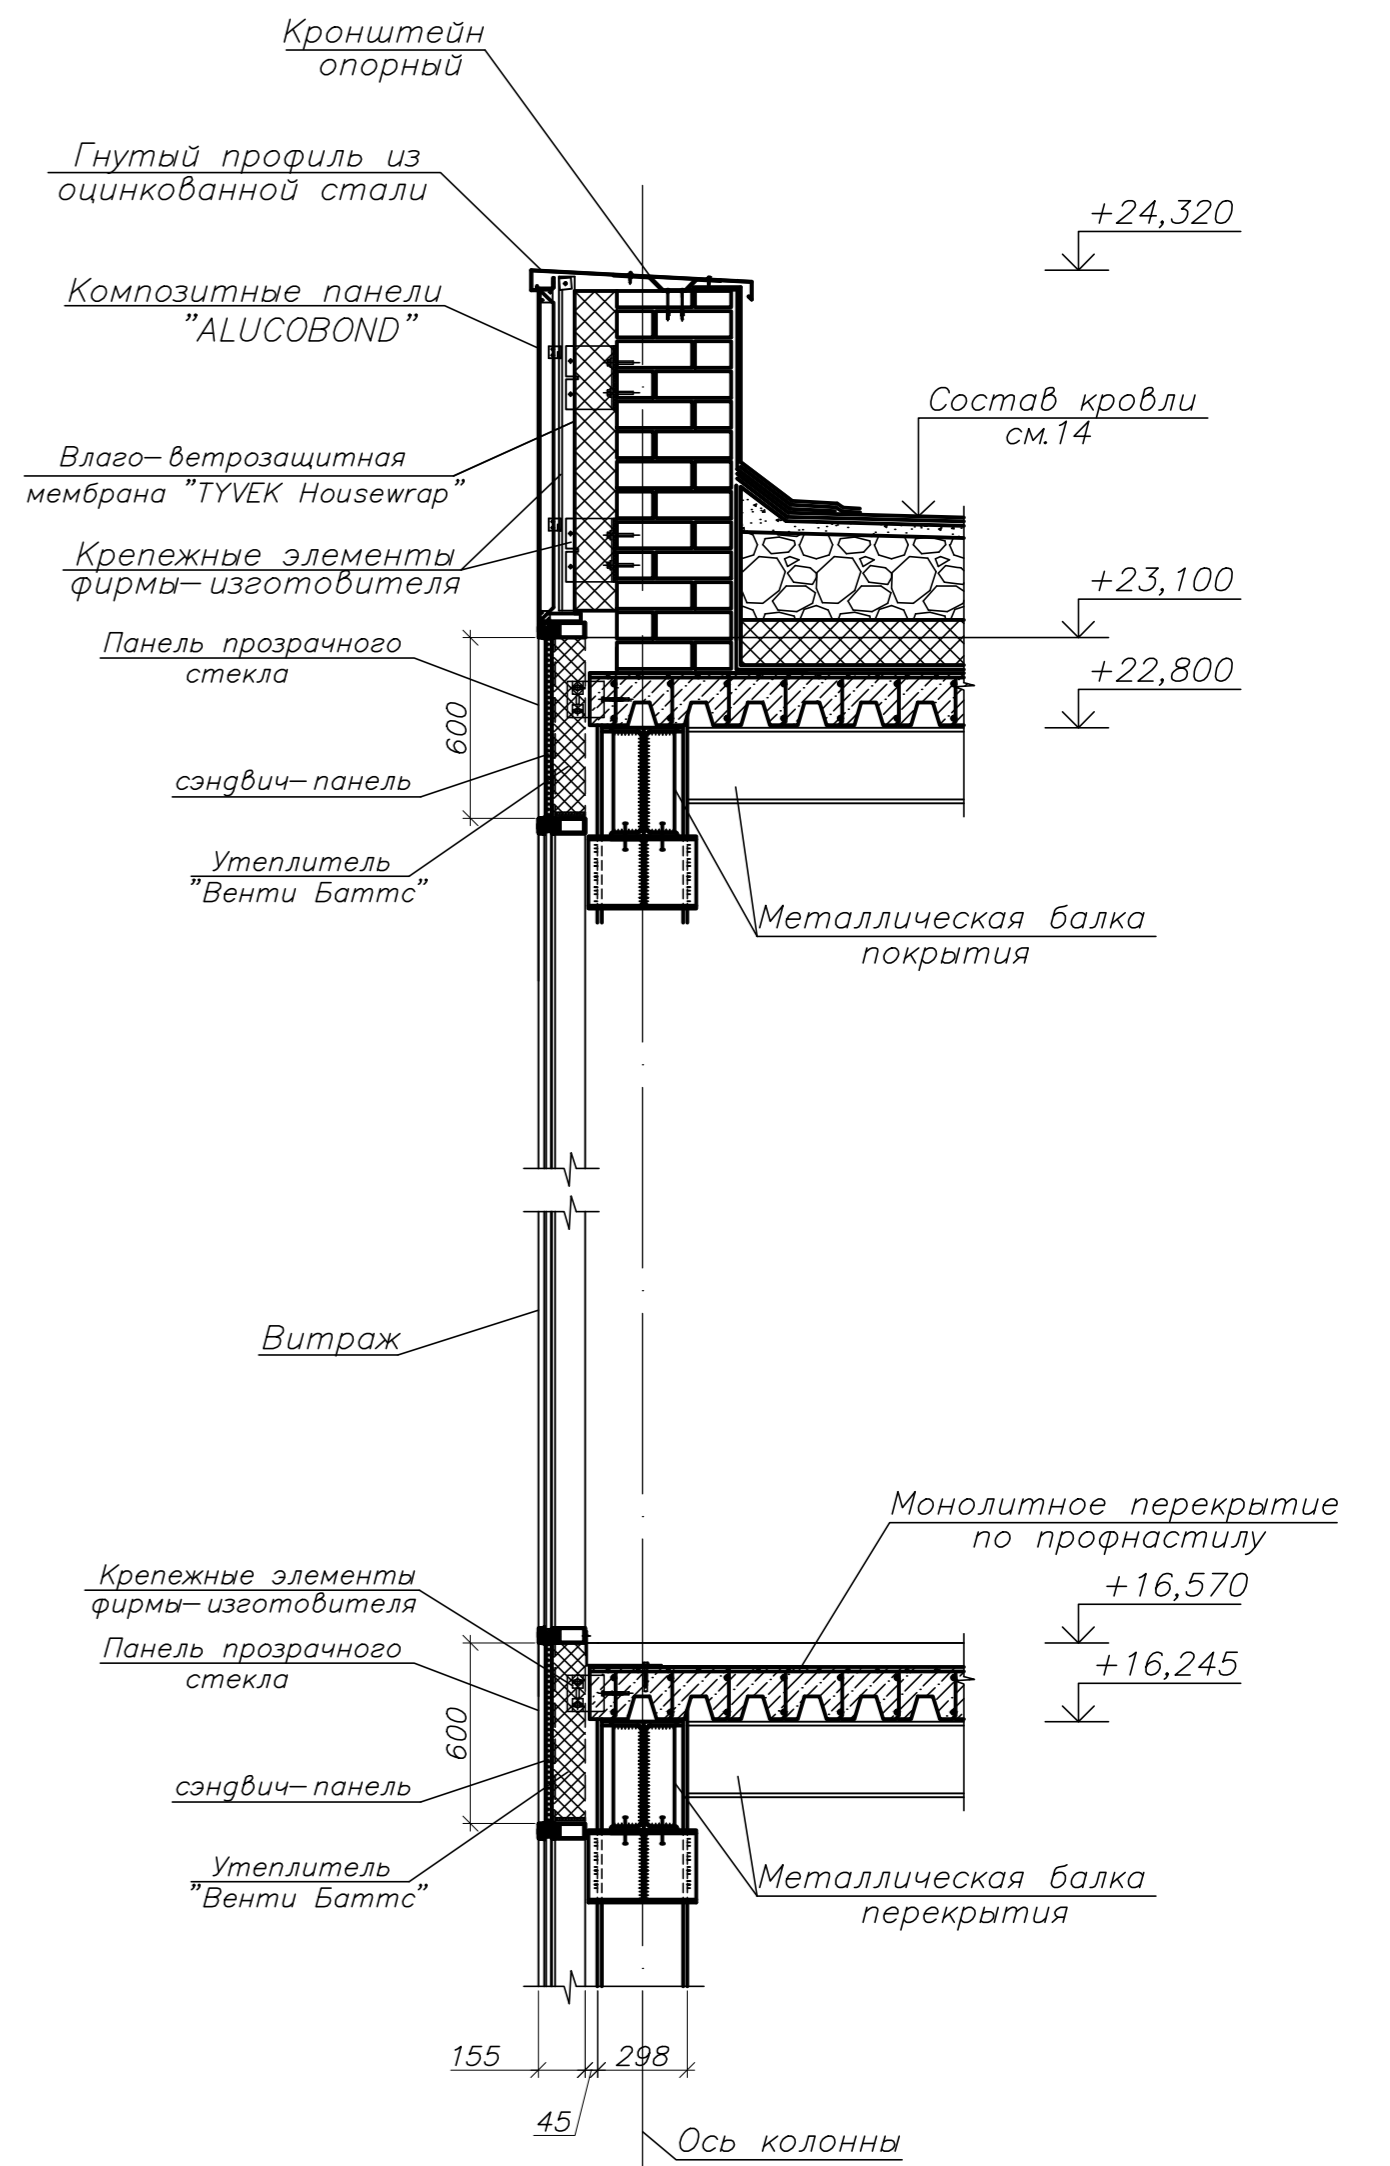 Кронштейн
опорный
Гнутый профиль из
оцинкованной стали
+24,320
Композитные панели
"ALUCOBOND"
Состав кровли
см.14
Влаго-ветрозащитная
мембрана "TYVEK Housewrap"
Крепежные элементы
фирмы-изготовителя
+23,100
Панель прозрачного
стекла
+22,800
600
сэндвич-панель
Утеплитель
"Венти Баттс"
Металлическая балка
покрытия
Витраж
Монолитное перекрытие
по профнастилу
Крепежные элементы
фирмы-изготовителя
+16,570
Панель прозрачного
стекла
+16,245
600
сэндвич-панель
Утеплитель
"Венти Баттс"
Металлическая балка
перекрытия
155
298
45
Ось колонны